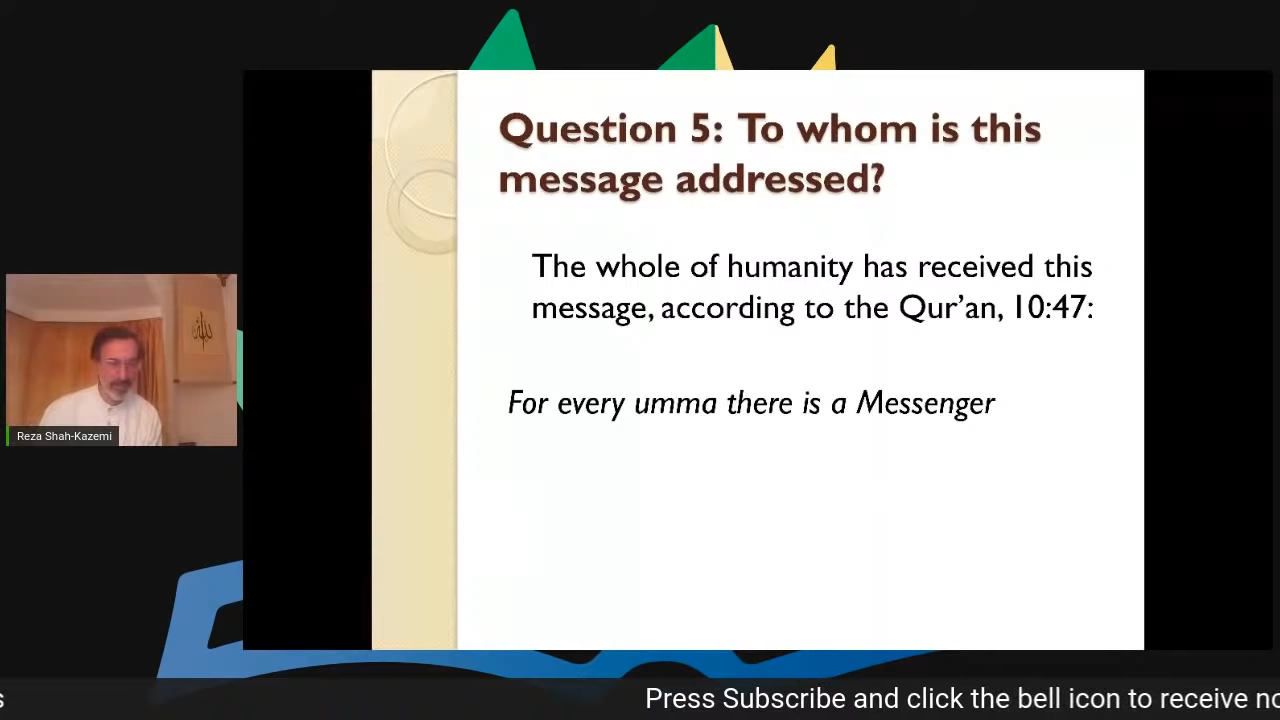 Question 5: To whom is this
message addressed?
The whole of humanity has received this
message, according to the Qur’an, 10:47:
For every umma there is a Messenger
Reza Shah-Kazemi
الله
s
Press Subscribe and click the bell icon to receive no